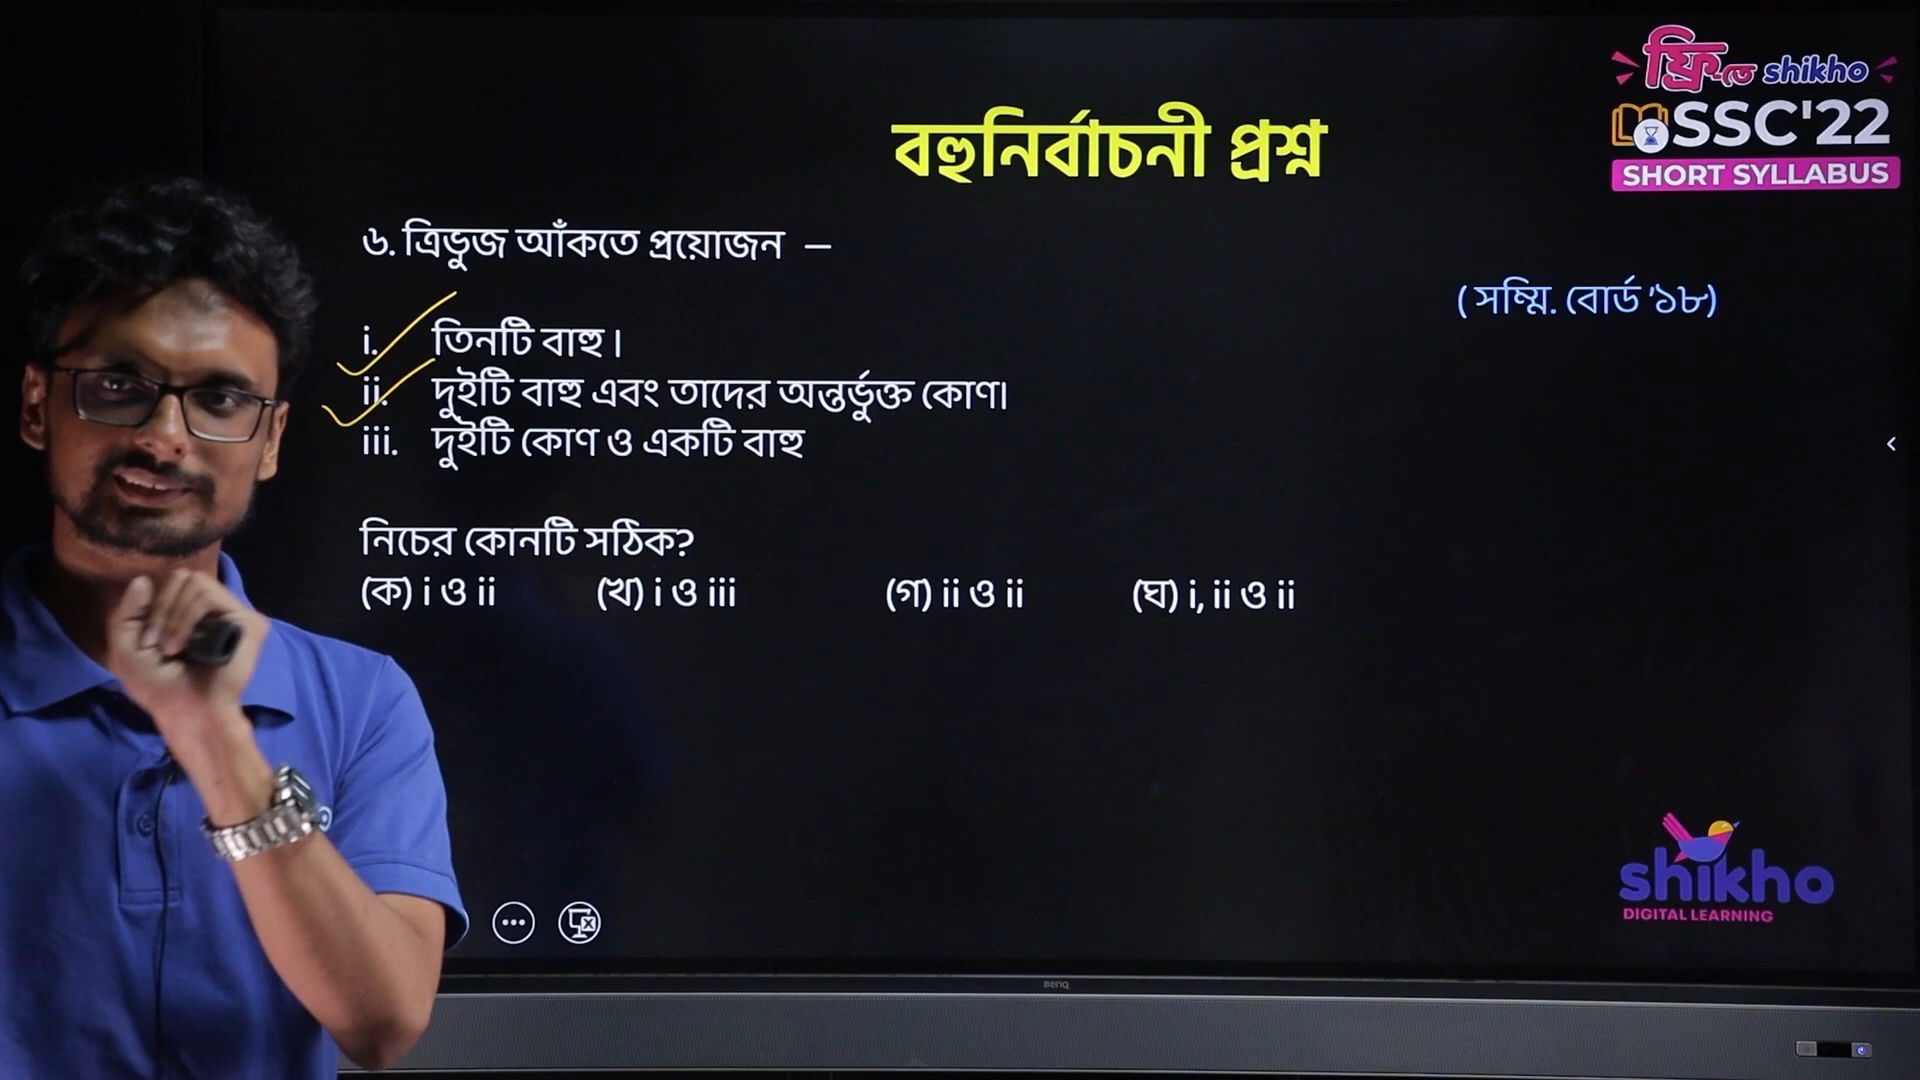 ফ্রি-তে shikho
SSC'22
SHORT SYLLABUS
বহুনির্বাচনী প্রশ্ন
৬. ত্রিভুজ আঁকতে প্রয়োজন –
( সম্মি. বোর্ড '১৮)
i. তিনটি বাহু।
ii. দুইটি বাহু এবং তাদের অন্তর্ভুক্ত কোণ।
iii. দুইটি কোণ ও একটি বাহু
নিচের কোনটি সঠিক?
(ক) i ও ii (খ) i ও iii (গ) ii ও ii (ঘ) i, ii ও ii
shikho
DIGITAL LEARNING
BenQ